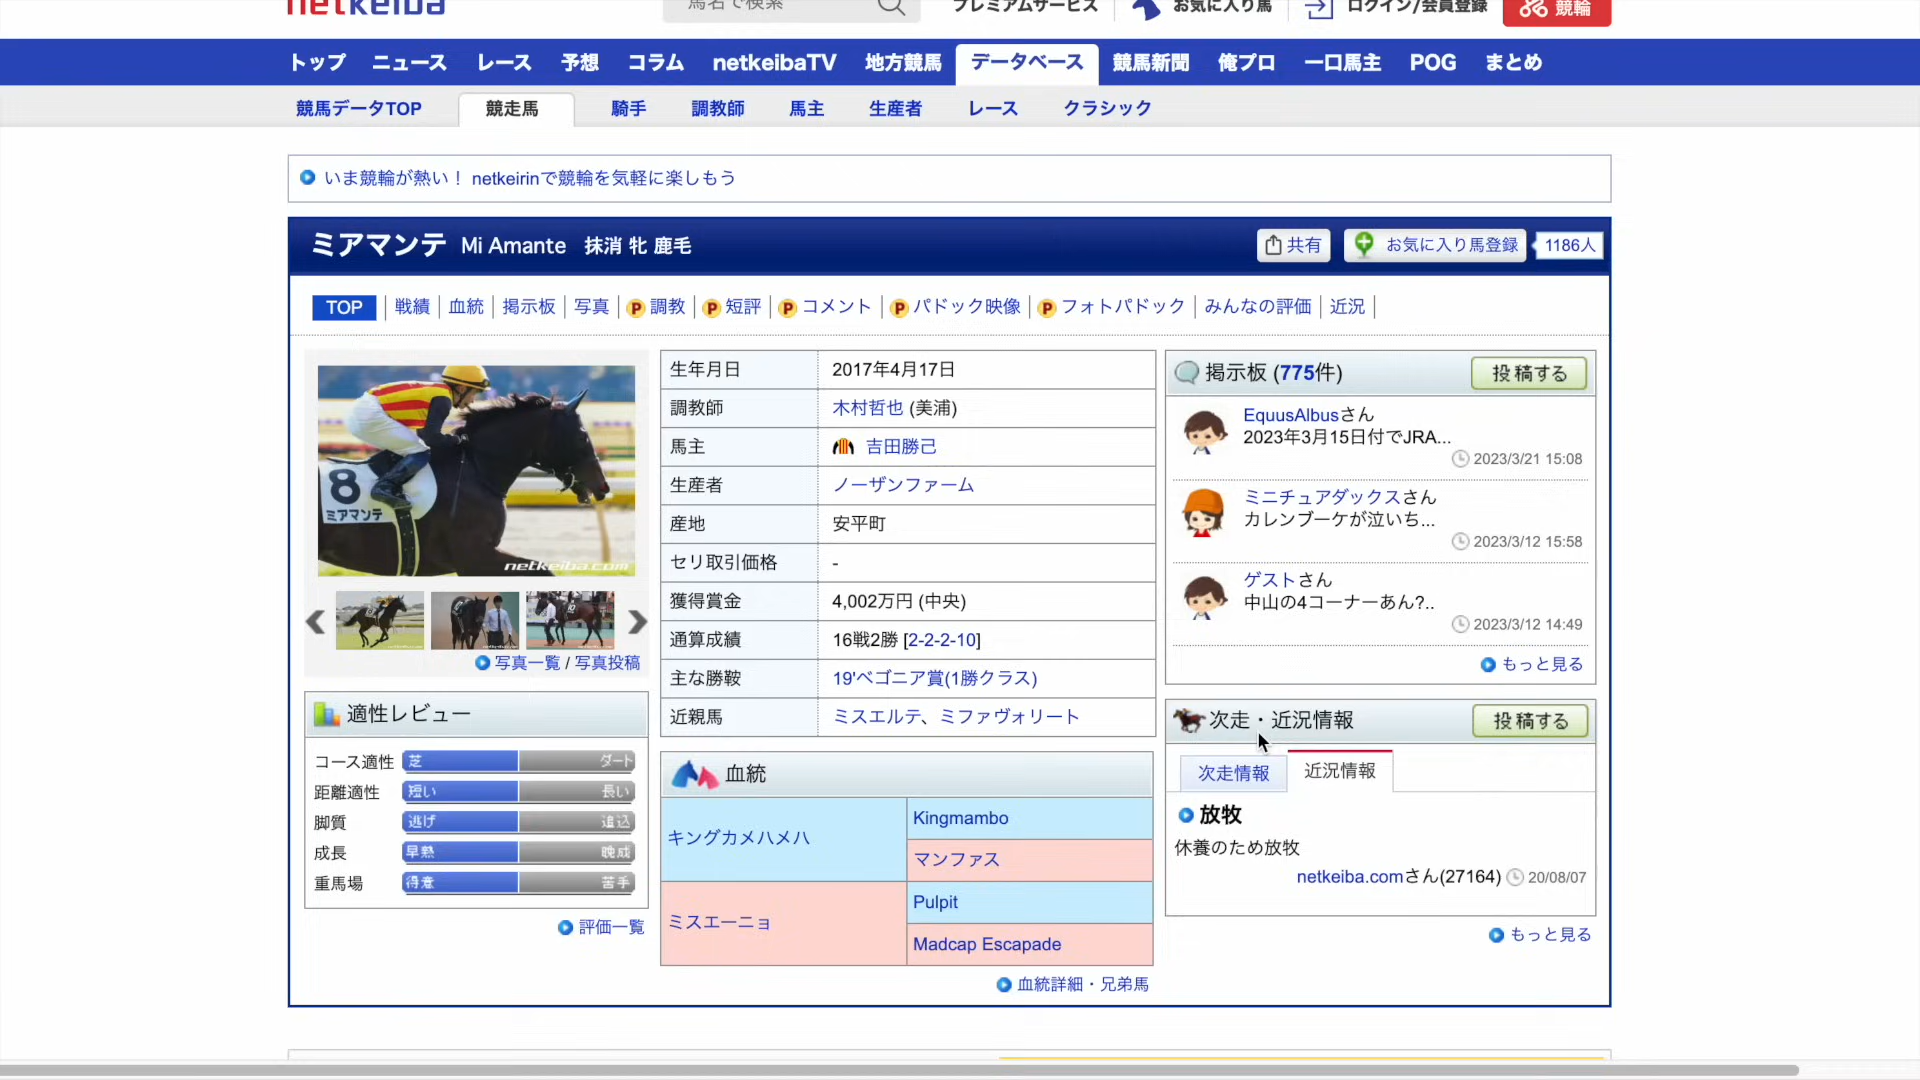 netkeiba
馬名で検索
プレミアムサービス
お気に入り馬
ログイン/会員登録
競輪
トップ ニュース レース 予想 コラム netkeibaTV 地方競馬 データベース 競馬新聞 俺プロ 一口馬主 POG まとめ
競馬データTOP 競走馬 騎手 調教師 馬主 生産者 レース クラシック
いま競輪が熱い！ netkeirinで競輪を気軽に楽しもう
ミアマンテ Mi Amante 抹消 牝 鹿毛
共有 お気に入り馬登録 1186人
TOP 戦績 血統 掲示板 写真 P 調教 P 短評 P コメント P パドック映像 P フォトパドック みんなの評価 近況
8
ミアマンテ
netkeiba.com
写真一覧 / 写真投稿
適性レビュー
コース適性 芝 ダート
距離適性 短い 長い
脚質 逃げ 追込
成長 早熟 晩成
重馬場 得意 苦手
評価一覧
生年月日 2017年4月17日
調教師 木村哲也 (美浦)
馬主 吉田勝己
生産者 ノーザンファーム
産地 安平町
セリ取引価格 -
獲得賞金 4,002万円 (中央)
通算成績 16戦2勝 [2-2-2-10]
主な勝鞍 19'ベゴニア賞(1勝クラス)
近親馬 ミスエルテ、ミファヴォリート
血統
キングカメハメハ
Kingmambo
マンファス
ミスエーニョ
Pulpit
Madcap Escapade
血統詳細・兄弟馬
掲示板 (775件) 投稿する
EquusAlbusさん
2023年3月15日付でJRA...
2023/3/21 15:08
ミニチュアダックスさん
カレンブーケが泣いち...
2023/3/12 15:58
ゲストさん
中山の4コーナーあん?..
2023/3/12 14:49
もっと見る
次走・近況情報 投稿する
次走情報 近況情報
放牧
休養のため放牧
netkeiba.comさん(27164) 20/08/07
もっと見る